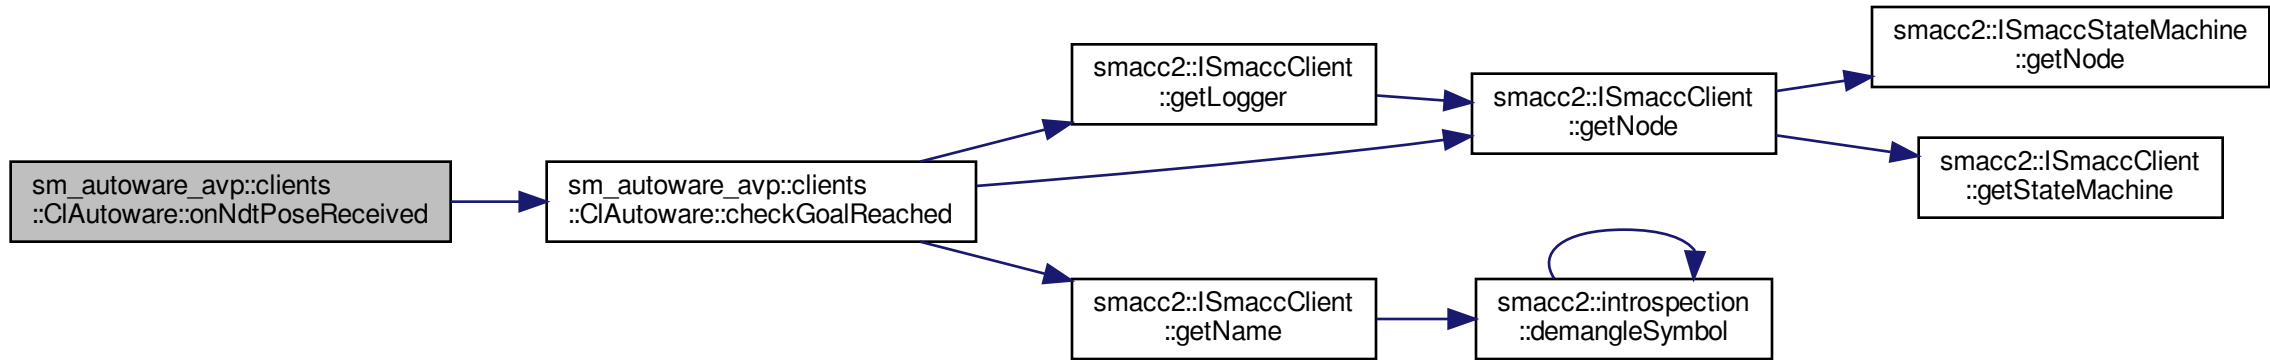 sm_autoware_avp::clients
::ClAutoware::onNdtPoseReceived
sm_autoware_avp::clients
::ClAutoware::checkGoalReached
smacc2::ISmaccClient
::getLogger
smacc2::ISmaccClient
::getNode
smacc2::ISmaccStateMachine
::getNode
smacc2::ISmaccClient
::getStateMachine
smacc2::ISmaccClient
::getName
smacc2::introspection
::demangleSymbol